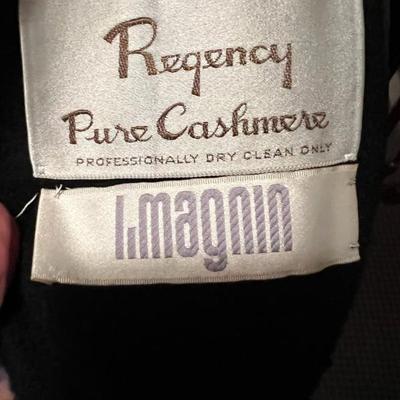 Regency
Pure Cashmere
PROFESSIONALLY DRY CLEAN ONLY
I.magnin